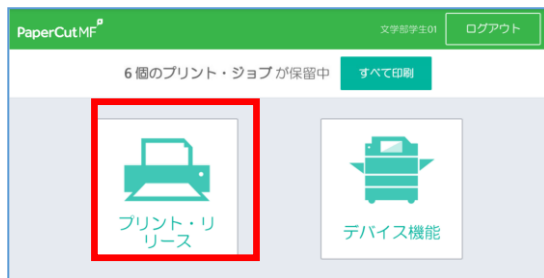 PaperCut MF
文学部学生01
ログアウト
6 個のプリント・ジョブ が保留中
すべて印刷
プリント・リ
リース
デバイス機能